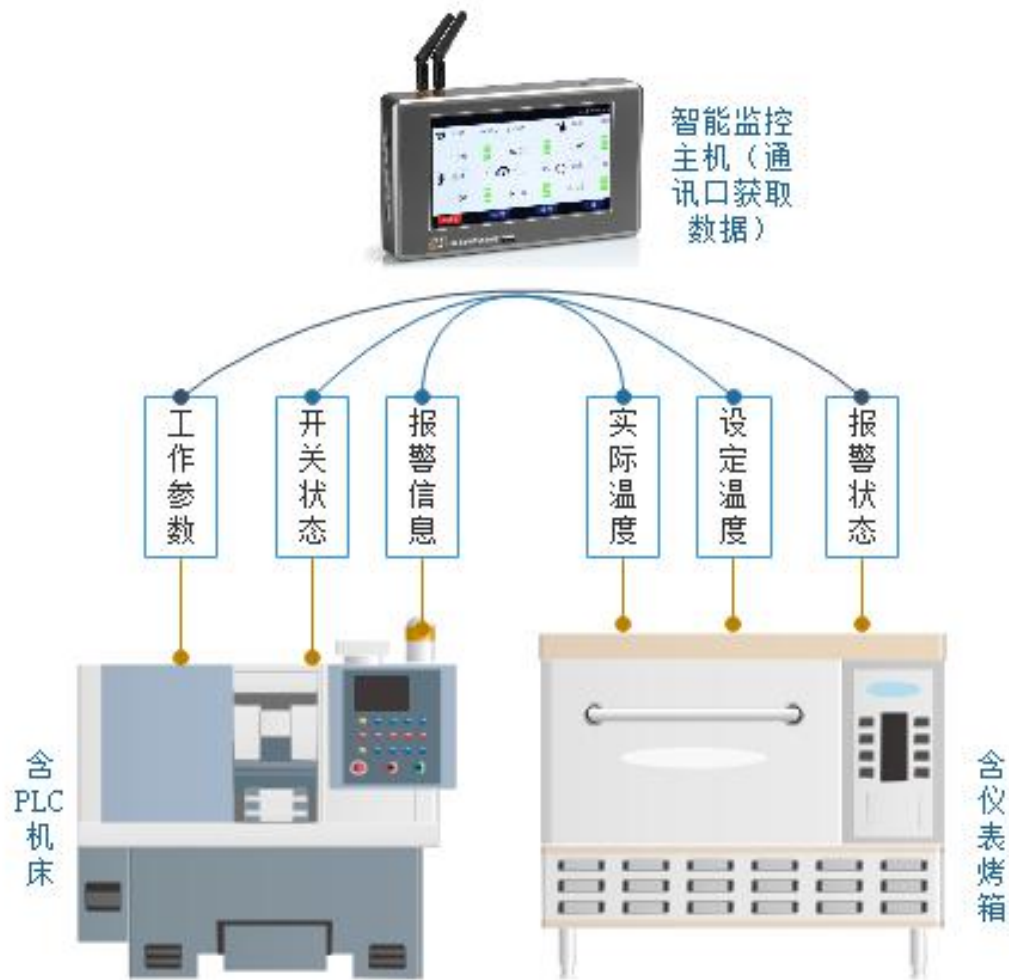 智能监控
主机（通
讯口获取
数据）
工作参数
开关状态
报警信息
实际温度
设定温度
报警状态
含
PLC
机
床
含仪表烤箱